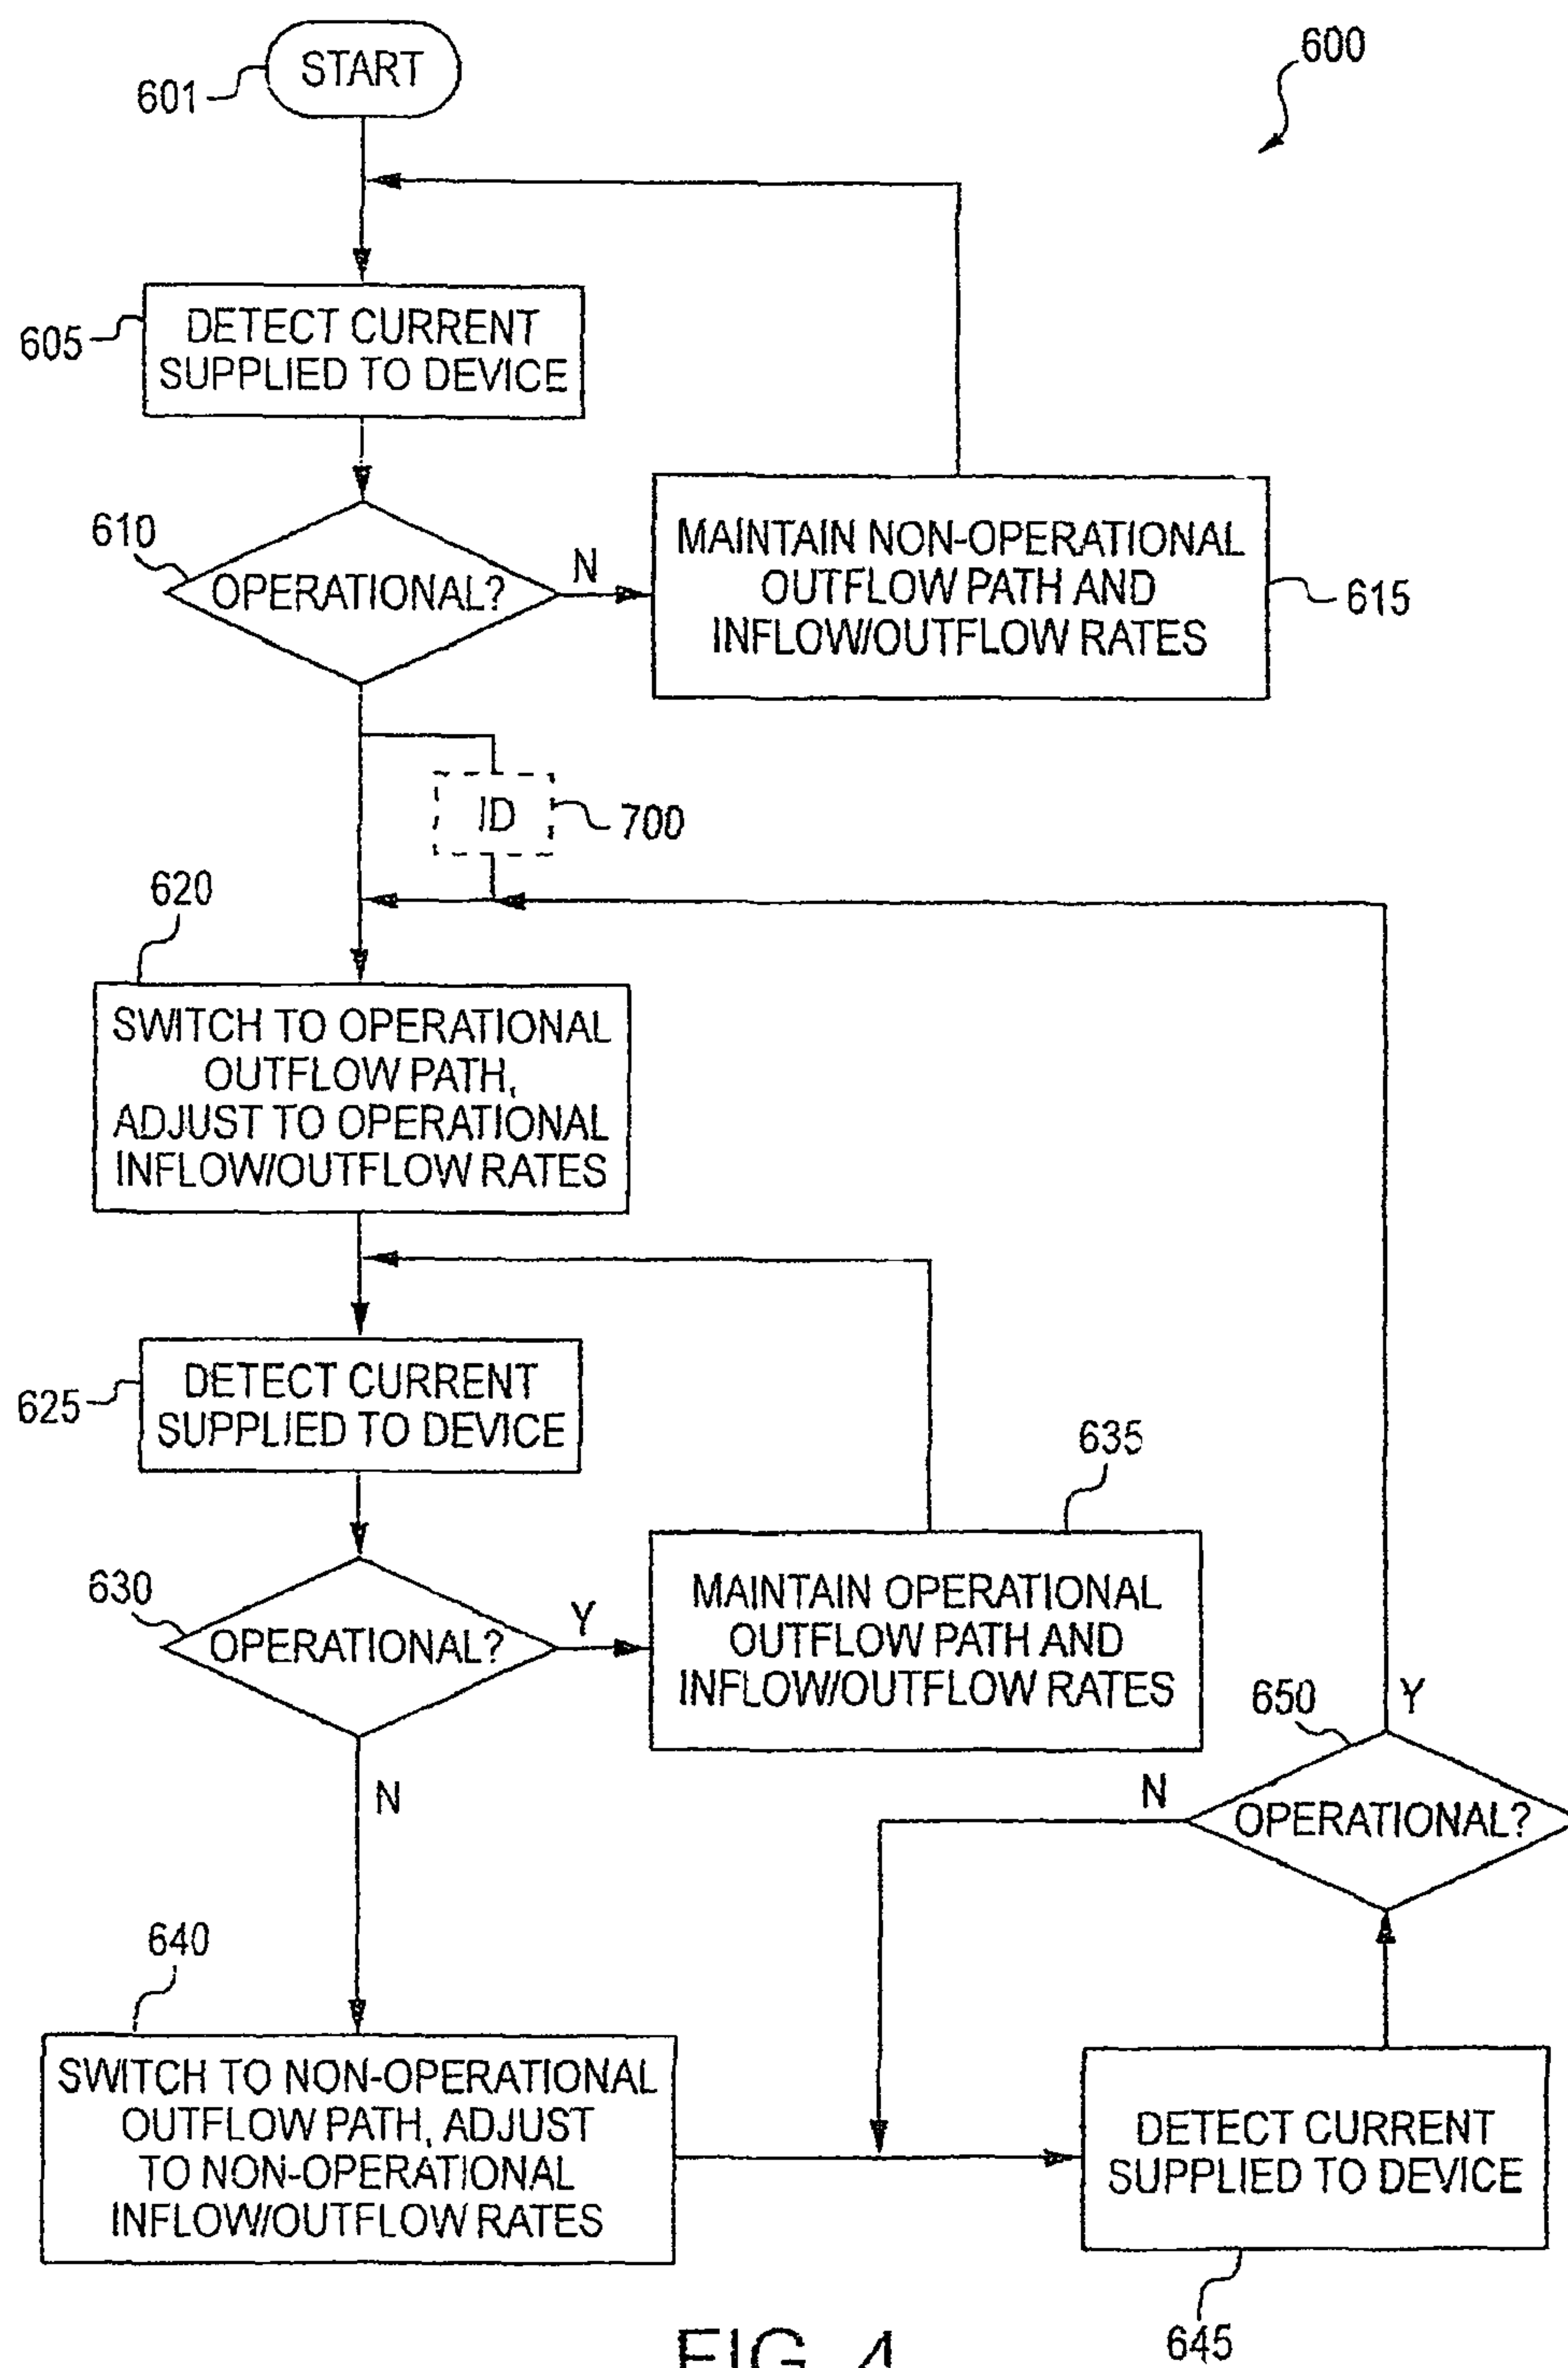 600
START
601
DETECT CURRENT
SUPPLIED TO DEVICE
605
610
OPERATIONAL?
N
MAINTAIN NON-OPERATIONAL
OUTFLOW PATH AND
INFLOW/OUTFLOW RATES
615
ID
700
620
SWITCH TO OPERATIONAL
OUTFLOW PATH,
ADJUST TO OPERATIONAL
INFLOW/OUTFLOW RATES
DETECT CURRENT
SUPPLIED TO DEVICE
625
630
OPERATIONAL?
Y
635
MAINTAIN OPERATIONAL
OUTFLOW PATH AND
INFLOW/OUTFLOW RATES
N
650
Y
N
OPERATIONAL?
640
SWITCH TO NON-OPERATIONAL
OUTFLOW PATH, ADJUST
TO NON-OPERATIONAL
INFLOW/OUTFLOW RATES
DETECT CURRENT
SUPPLIED TO DEVICE
645
FIG. 4